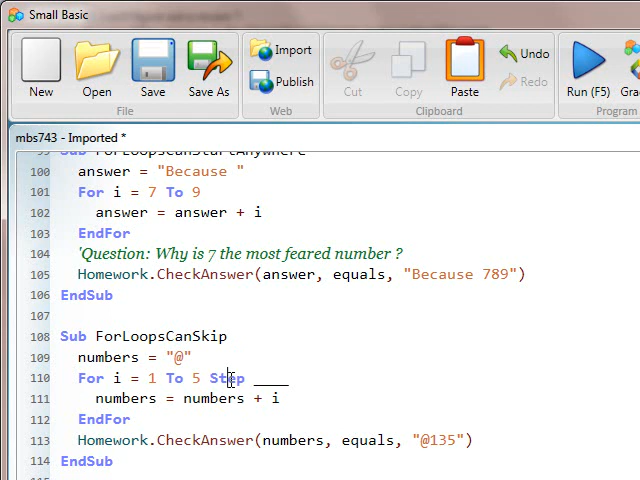 Small Basic
New
Open
Save
Save As
Import
Publish
Cut
Copy
Paste
Undo
Redo
Run (F5)
File
Web
Clipboard
Program
mbs743 - Imported *
99 Sub ForLoopsCanStartAnywhere
100 answer = "Because "
101 For i = 7 To 9
102 answer = answer + i
103 EndFor
104 'Question: Why is 7 the most feared number ?
105 Homework.CheckAnswer(answer, equals, "Because 789")
106 EndSub
107
108 Sub ForLoopsCanSkip
109 numbers = "@"
110 For i = 1 To 5 Step ____
111 numbers = numbers + i
112 EndFor
113 Homework.CheckAnswer(numbers, equals, "@135")
114 EndSub